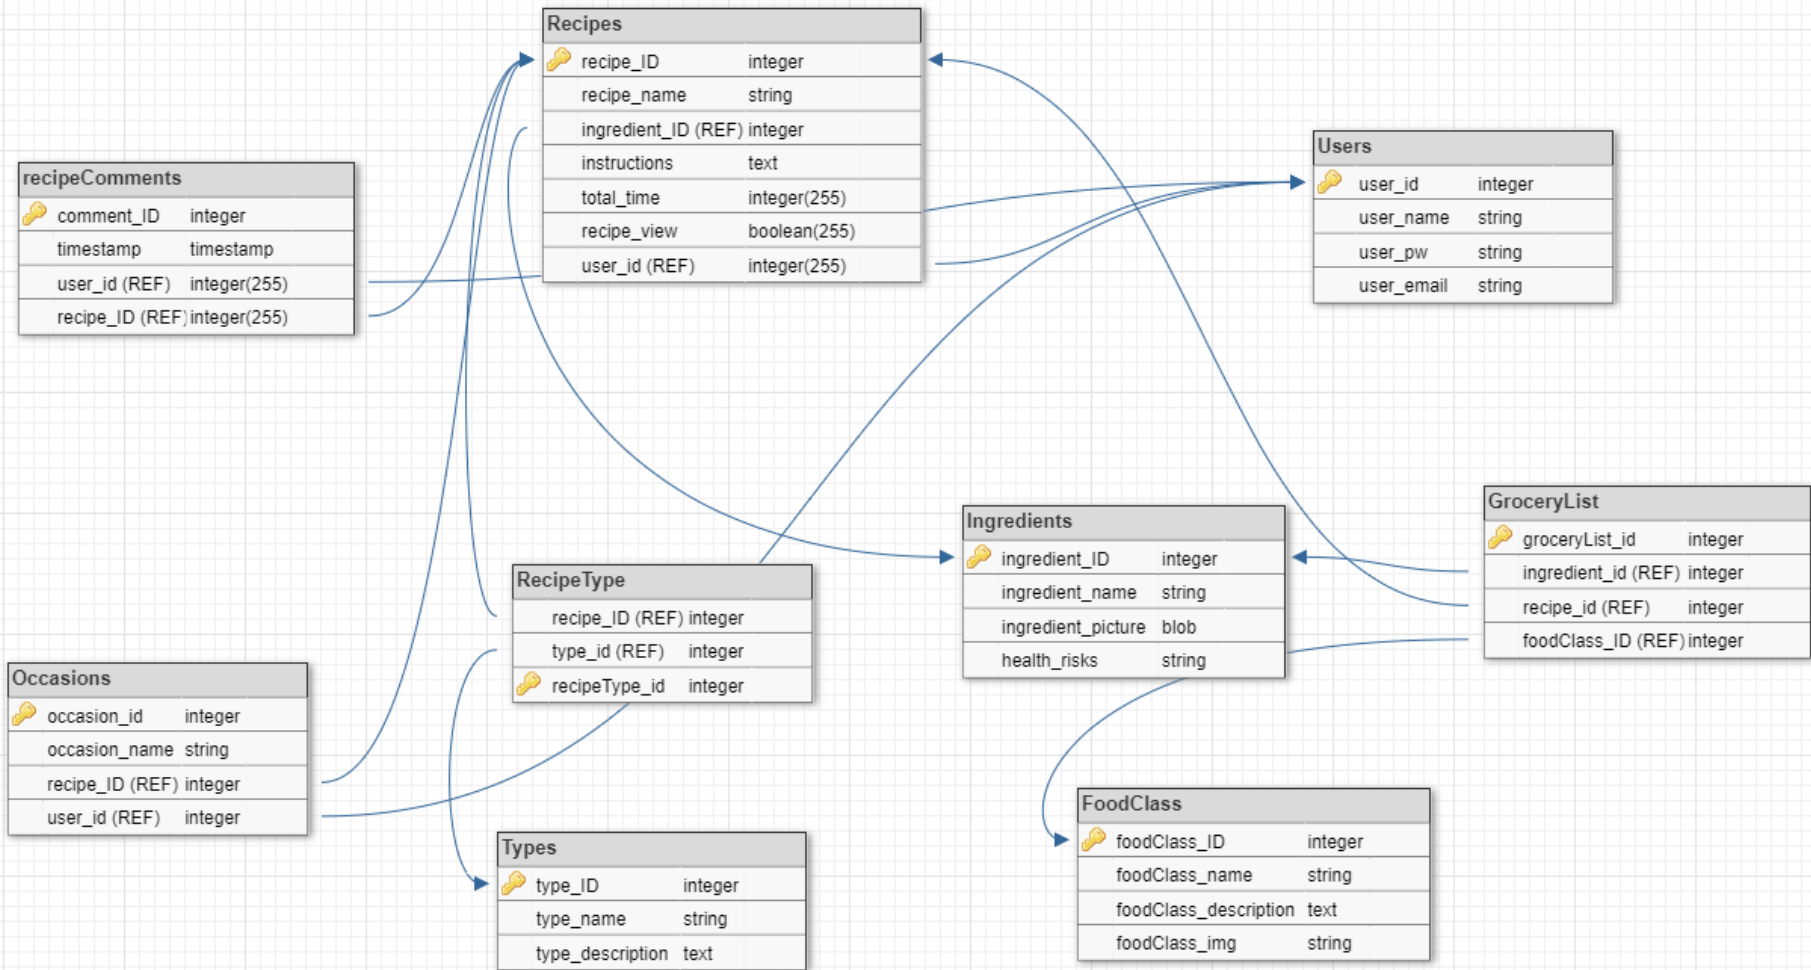 Recipes
recipe_ID integer
recipe_name string
ingredient_ID (REF) integer
instructions text
total_time integer(255)
recipe_view boolean(255)
user_id (REF) integer(255)
Users
user_id integer
user_name string
user_pw string
user_email string
recipeComments
comment_ID integer
timestamp timestamp
user_id (REF) integer(255)
recipe_ID (REF) integer(255)
GroceryList
groceryList_id integer
ingredient_id (REF) integer
recipe_id (REF) integer
foodClass_ID (REF) integer
Ingredients
ingredient_ID integer
ingredient_name string
ingredient_picture blob
health_risks string
RecipeType
recipe_ID (REF) integer
type_id (REF) integer
recipeType_id integer
Occasions
occasion_id integer
occasion_name string
recipe_ID (REF) integer
user_id (REF) integer
Types
type_ID integer
type_name string
type_description text
FoodClass
foodClass_ID integer
foodClass_name string
foodClass_description text
foodClass_img string